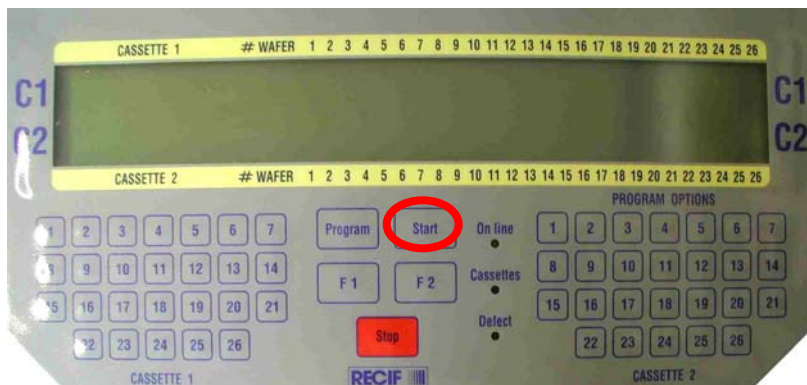 CASSETTE 1 # WAFER 1 2 3 4 5 6 7 8 9 10 11 12 13 14 15 16 17 18 19 20 21 22 23 24 25 26
C1 C1
C2 C2
CASSETTE 2 # WAFER 1 2 3 4 5 6 7 8 9 10 11 12 13 14 15 16 17 18 19 20 21 22 23 24 25 26
PROGRAM OPTIONS
1 2 3 4 5 6 7 Program Start On line 1 2 3 4 5 6 7
8 9 10 11 12 13 14 F 1 F 2 Cassettes 8 9 10 11 12 13 14
15 16 17 18 19 20 21 Defect 15 16 17 18 19 20 21
22 23 24 25 26 Stop 22 23 24 25 26
CASSETTE 1 RECIF CASSETTE 2